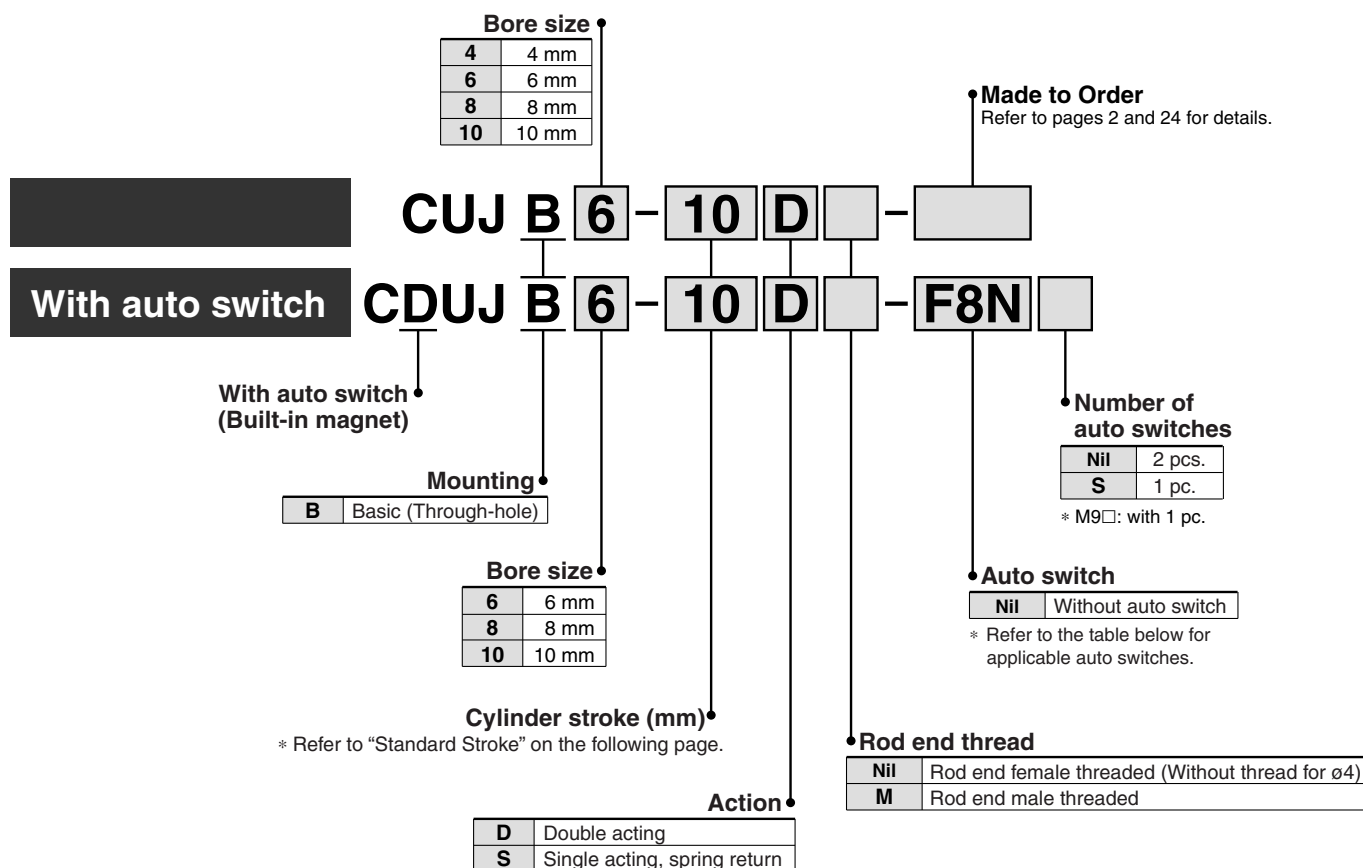 Bore size
4 4 mm
6 6 mm
8 8 mm
10 10 mm
Made to Order
Refer to pages 2 and 24 for details.
CUJ B 6 – 10 D –
With auto switch CDUJ B 6 – 10 D – F8N
With auto switch
(Built-in magnet)
Number of
auto switches
Nil 2 pcs.
S 1 pc.
* M9□: with 1 pc.
Mounting
B Basic (Through-hole)
Bore size
6 6 mm
8 8 mm
10 10 mm
Auto switch
Nil Without auto switch
* Refer to the table below for
applicable auto switches.
Cylinder stroke (mm)
* Refer to “Standard Stroke” on the following page.
Rod end thread
Nil Rod end female threaded (Without thread for ø4)
M Rod end male threaded
Action
D Double acting
S Single acting, spring return